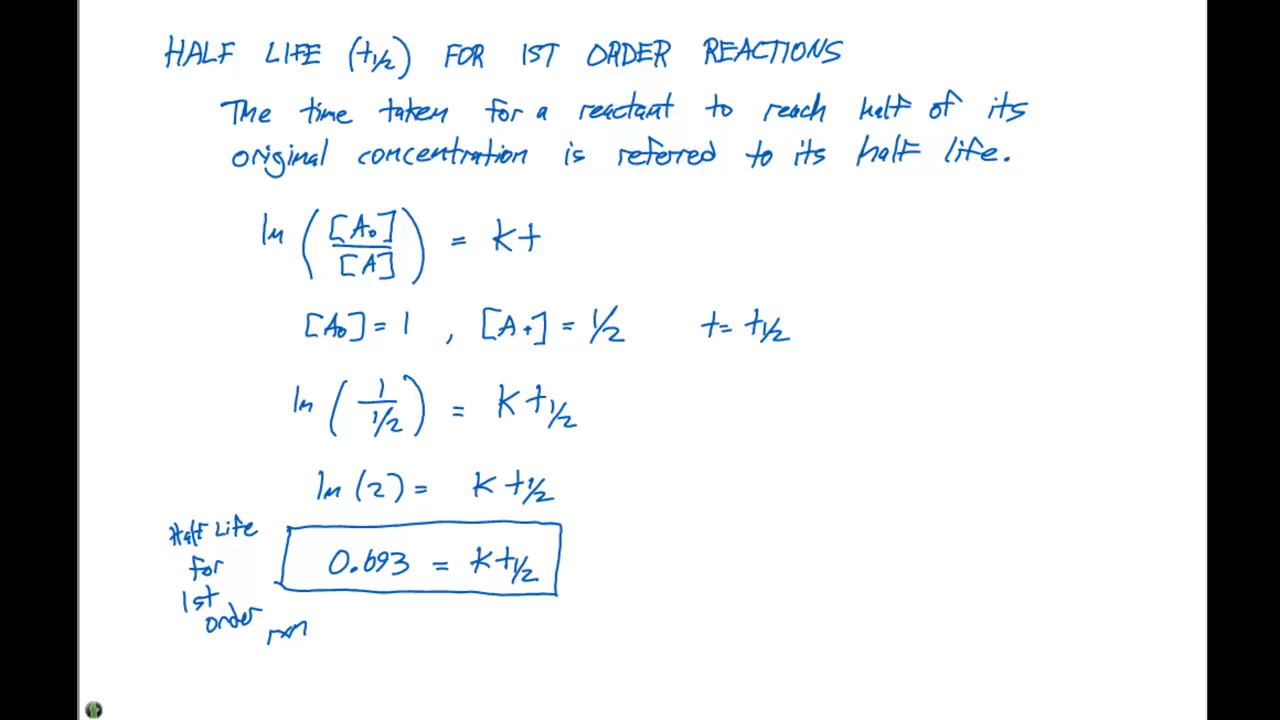 HALF LIFE (t1/2) FOR 1ST ORDER REACTIONS
The time taken for a reactant to reach half of its
original concentration is referred to its half life.
ln ([A0]/[A]) = kt
[A0] = 1 , [At] = 1/2 t = t1/2
ln (1/1/2) = kt1/2
ln (2) = kt1/2
0.693 = kt1/2
Half Life
for
1st
order rxn